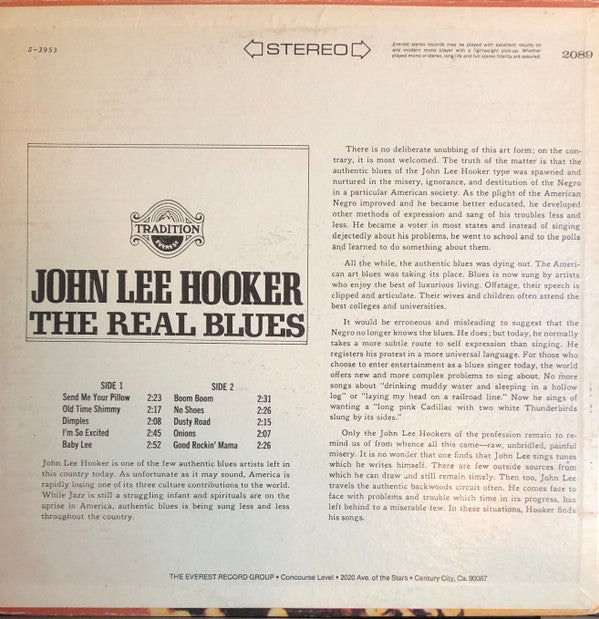 S-3953
STEREO
Everest stereo records may be played with excellent results on
any modern mono player with a lightweight pick-up. Whether
played mono or stereo, long life and full stereo fidelity are assured.
2089
TRADITION
EVEREST
JOHN LEE HOOKER
THE REAL BLUES
SIDE 1
Send Me Your Pillow 2:23
Old Time Shimmy 2:17
Dimples 2:08
I'm So Excited 2:45
Baby Lee 2:52
SIDE 2
Boom Boom 2:31
No Shoes 2:26
Dusty Road 2:15
Onions 2:07
Good Rockin' Mama 2:26
John Lee Hooker is one of the few authentic blues artists left in
this country today. As unfortunate as it may sound, America is
rapidly losing one of its three culture contributions to the world.
While Jazz is still a struggling infant and spirituals are on the
uprise in America, authentic blues is being sung less and less
throughout the country.
There is no deliberate snubbing of this art form; on the con-
trary, it is most welcomed. The truth of the matter is that the
authentic blues of the John Lee Hooker type was spawned and
nurtured in the misery, ignorance, and destitution of the Negro
in a particular American society. As the plight of the American
Negro improved and he became better educated, he developed
other methods of expression and sang of his troubles less and
less. He became a voter in most states and instead of singing
dejectedly about his problems, he went to school and to the polls
and learned to do something about them.
All the while, the authentic blues was dying out. The Ameri-
can art blues was taking its place. Blues is now sung by artists
who enjoy the best of luxurious living. Offstage, their speech is
clipped and articulate. Their wives and children often attend the
best colleges and universities.
It would be erroneous and misleading to suggest that the
Negro no longer knows the blues. He does; but today, he normally
takes a more subtle route to self expression than singing. He
registers his protest in a more universal language. For those who
choose to enter entertainment as a blues singer today, the world
offers new and more complex problems to sing about. No more
songs about "drinking muddy water and sleeping in a hollow
log" or "laying my head on a railroad line." Now he sings of
wanting a "long pink Cadillac with two white Thunderbirds
slung by its sides."
Only the John Lee Hookers of the profession remain to re-
mind us of from whence all this came—raw, unbridled, painful
misery. It is no wonder that one finds that John Lee sings tunes
which he writes himself. There are few outside sources from
which he can draw and still remain timely. Then too, John Lee
travels the authentic backwoods circuit often. He comes face to
face with problems and trouble which time in its progress, has
left behind to a miserable few. In these situations, Hooker finds
his songs.
THE EVEREST RECORD GROUP • Concourse Level • 2020 Ave. of the Stars • Century City, Ca. 90067